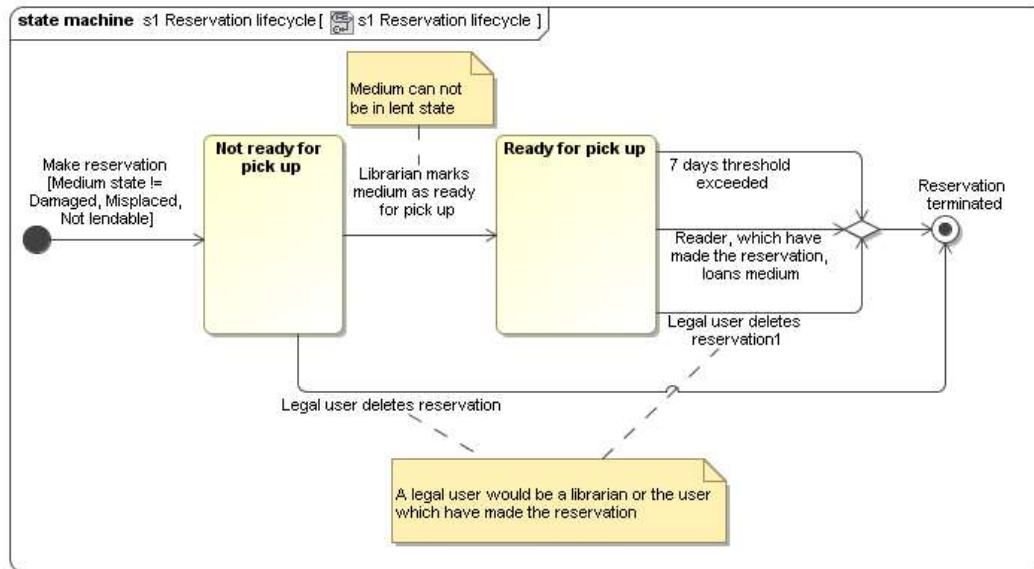 state machine s1 Reservation lifecycle [ s1 Reservation lifecycle ]
Medium can not
be in lent state
Make reservation
[Medium state !=
Damaged, Misplaced,
Not lendable]
Not ready for
pick up
Librarian marks
medium as ready
for pick up
Ready for pick up
7 days threshold
exceeded
Reader, which have
made the reservation,
loans medium
Legal user deletes
reservation1
Reservation
terminated
Legal user deletes reservation
A legal user would be a librarian or the user
which have made the reservation